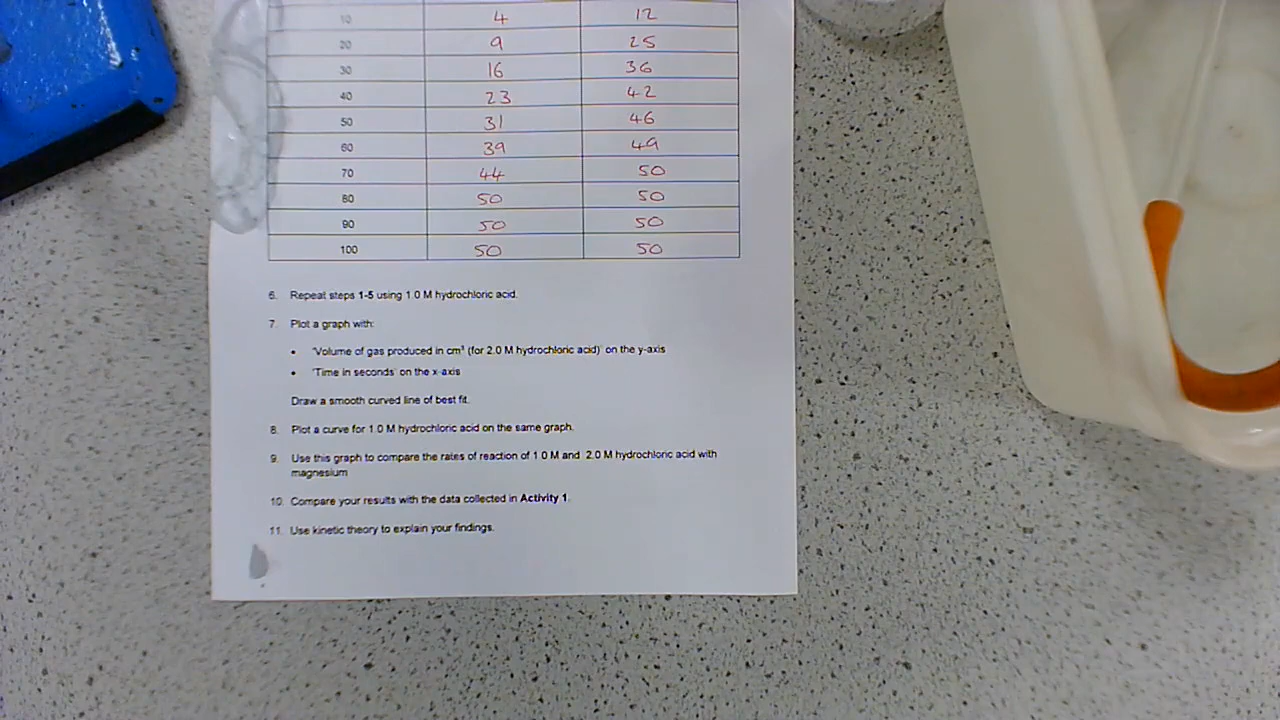 10 4 12
20 9 25
30 16 36
40 23 42
50 31 46
60 39 49
70 44 50
80 50 50
90 50 50
100 50 50
6. Repeat steps 1-5 using 1.0 M hydrochloric acid.
7. Plot a graph with:
• 'Volume of gas produced in cm³ (for 2.0 M hydrochloric acid)' on the y-axis
• 'Time in seconds' on the x-axis
Draw a smooth curved line of best fit.
8. Plot a curve for 1.0 M hydrochloric acid on the same graph.
9. Use this graph to compare the rates of reaction of 1.0 M and 2.0 M hydrochloric acid with
magnesium
10. Compare your results with the data collected in Activity 1.
11. Use kinetic theory to explain your findings.